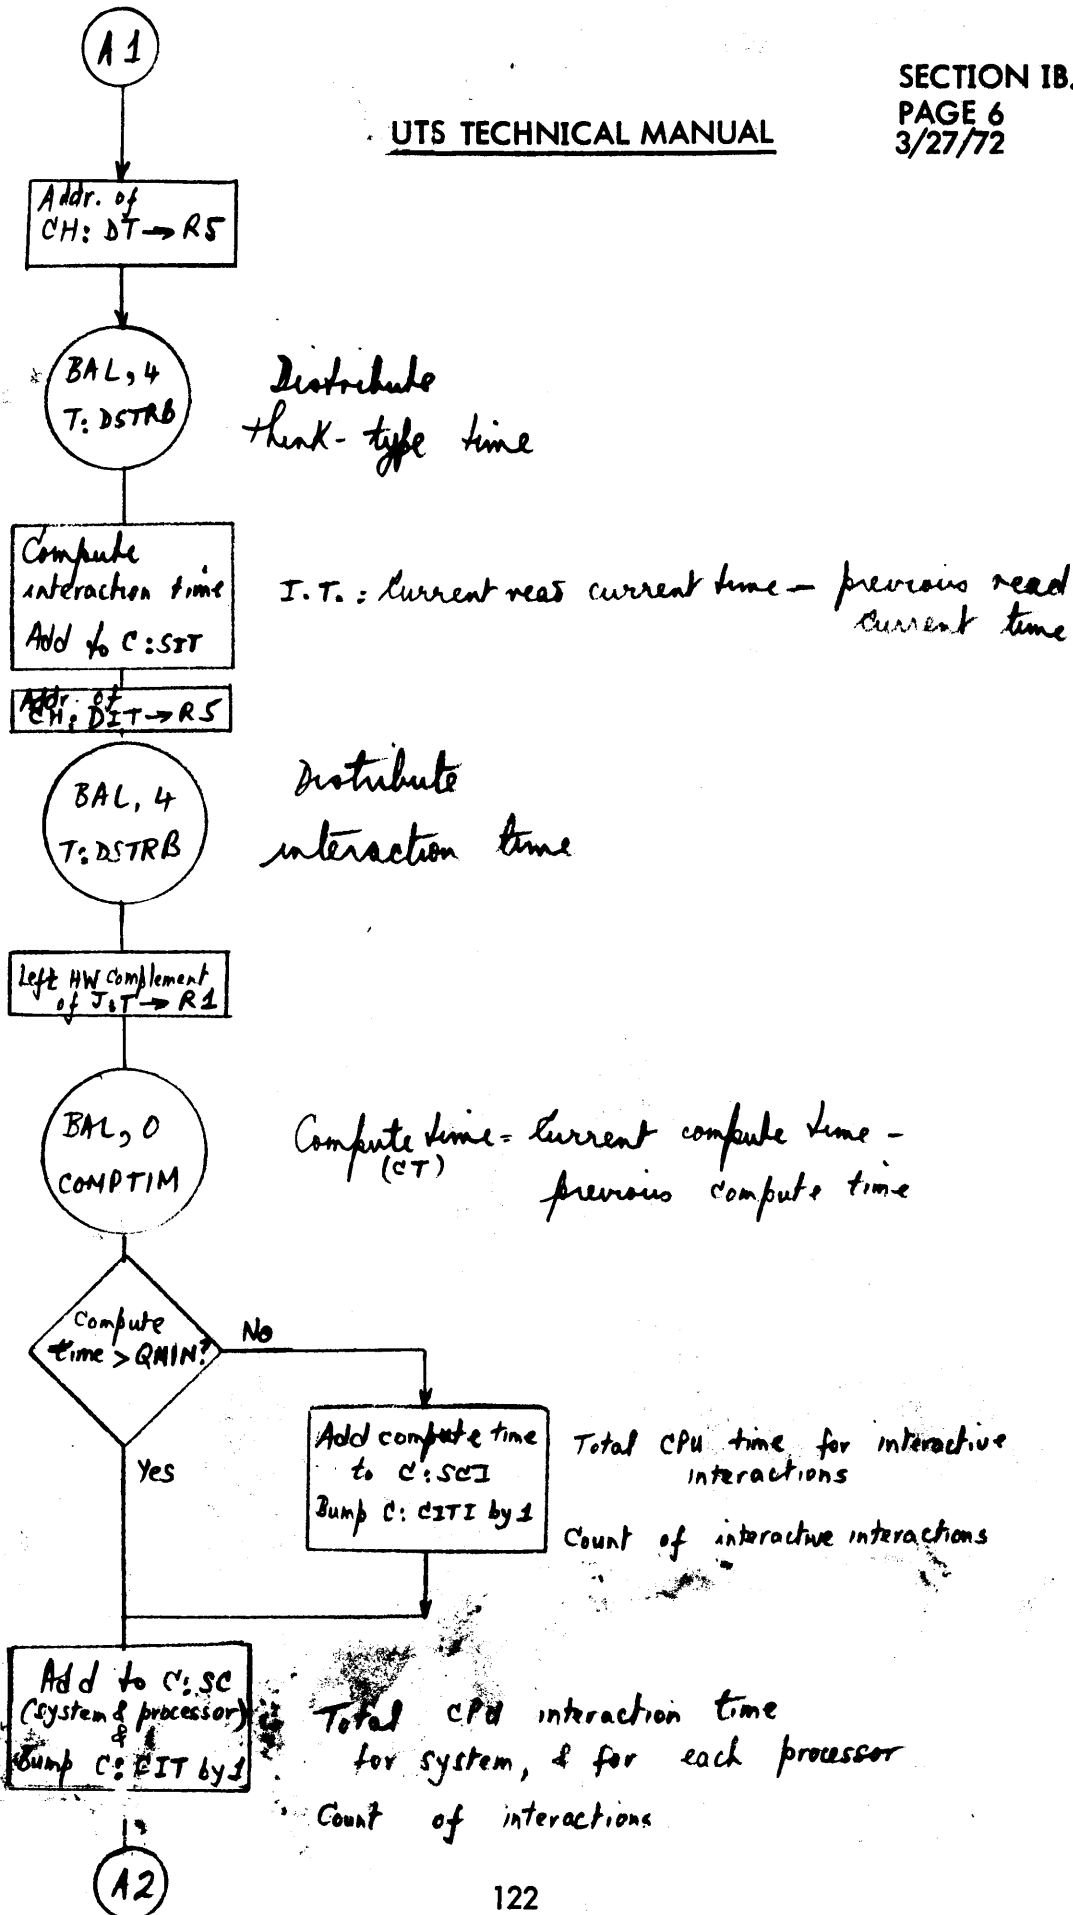 A1
SECTION IB.
PAGE 6
3/27/72
UTS TECHNICAL MANUAL
Addr. of
CH: DT → R5
BAL, 4
T: DSTRB
Distribute
think-type time
Compute
interaction time
Add to C:SIT
I.T. : Current read current time – previous read
current time
Addr. of
CH: DIT → R5
BAL, 4
T: DSTRB
Distribute
interaction time
Left HW complement
of J:T → R1
BAL, 0
COMPTIM
Compute time = Current compute time –
(CT)
previous compute time
Compute
time > QMIN?
No
Yes
Add compute time
to C:SCI
Bump C: CITI by 1
Total CPU time for interactive
interactions
Count of interactive interactions
Add to C:SC
(system & processor)
&
Bump C:CIT by 1
Total CPU interaction time
for system, & for each processor
Count of interactions
A2
122